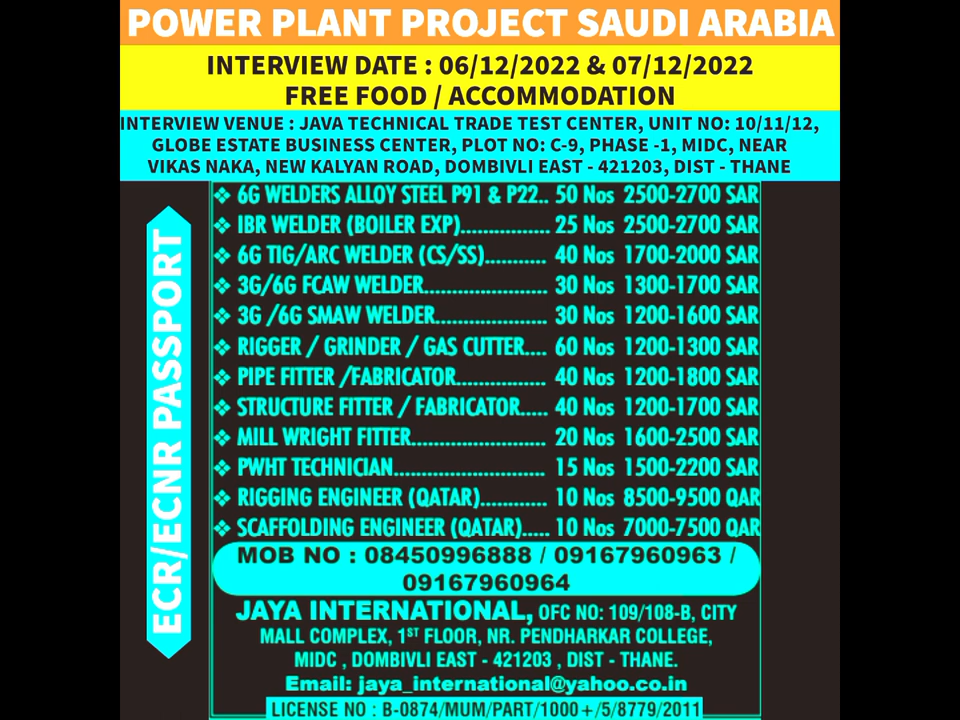 POWER PLANT PROJECT SAUDI ARABIA
INTERVIEW DATE : 06/12/2022 & 07/12/2022
FREE FOOD / ACCOMMODATION
INTERVIEW VENUE : JAVA TECHNICAL TRADE TEST CENTER, UNIT NO: 10/11/12,
GLOBE ESTATE BUSINESS CENTER, PLOT NO: C-9, PHASE -1, MIDC, NEAR
VIKAS NAKA, NEW KALYAN ROAD, DOMBIVLI EAST - 421203, DIST - THANE
ECR/ECNR PASSPORT
❖ 6G WELDERS ALLOY STEEL P91 & P22.. 50 Nos 2500-2700 SAR
❖ IBR WELDER (BOILER EXP)................ 25 Nos 2500-2700 SAR
❖ 6G TIG/ARC WELDER (CS/SS)........... 40 Nos 1700-2000 SAR
❖ 3G/6G FCAW WELDER...................... 30 Nos 1300-1700 SAR
❖ 3G /6G SMAW WELDER.................... 30 Nos 1200-1600 SAR
❖ RIGGER / GRINDER / GAS CUTTER.... 60 Nos 1200-1300 SAR
❖ PIPE FITTER /FABRICATOR................ 40 Nos 1200-1800 SAR
❖ STRUCTURE FITTER / FABRICATOR..... 40 Nos 1200-1700 SAR
❖ MILL WRIGHT FITTER........................ 20 Nos 1600-2500 SAR
❖ PWHT TECHNICIAN........................... 15 Nos 1500-2200 SAR
❖ RIGGING ENGINEER (QATAR)............ 10 Nos 8500-9500 QAR
❖ SCAFFOLDING ENGINEER (QATAR)..... 10 Nos 7000-7500 QAR
MOB NO : 08450996888 / 09167960963 /
09167960964
JAYA INTERNATIONAL, OFC NO: 109/108-B, CITY
MALL COMPLEX, 1ST FLOOR, NR. PENDHARKAR COLLEGE,
MIDC , DOMBIVLI EAST - 421203 , DIST - THANE.
Email: jaya_international@yahoo.co.in
LICENSE NO : B-0874/MUM/PART/1000+/5/8779/2011